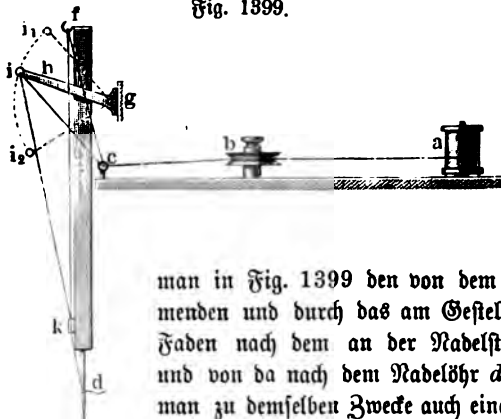 Fig. 1399.
i₁
f
i
h
g
i₂
c
b
a
k
d
man in Fig. 1399 den von dem
menden und durch das am Gestel
Faden nach dem an der Nadelst
und von da nach dem Nadelöhr d
man zu demselben Zwecke auch ein